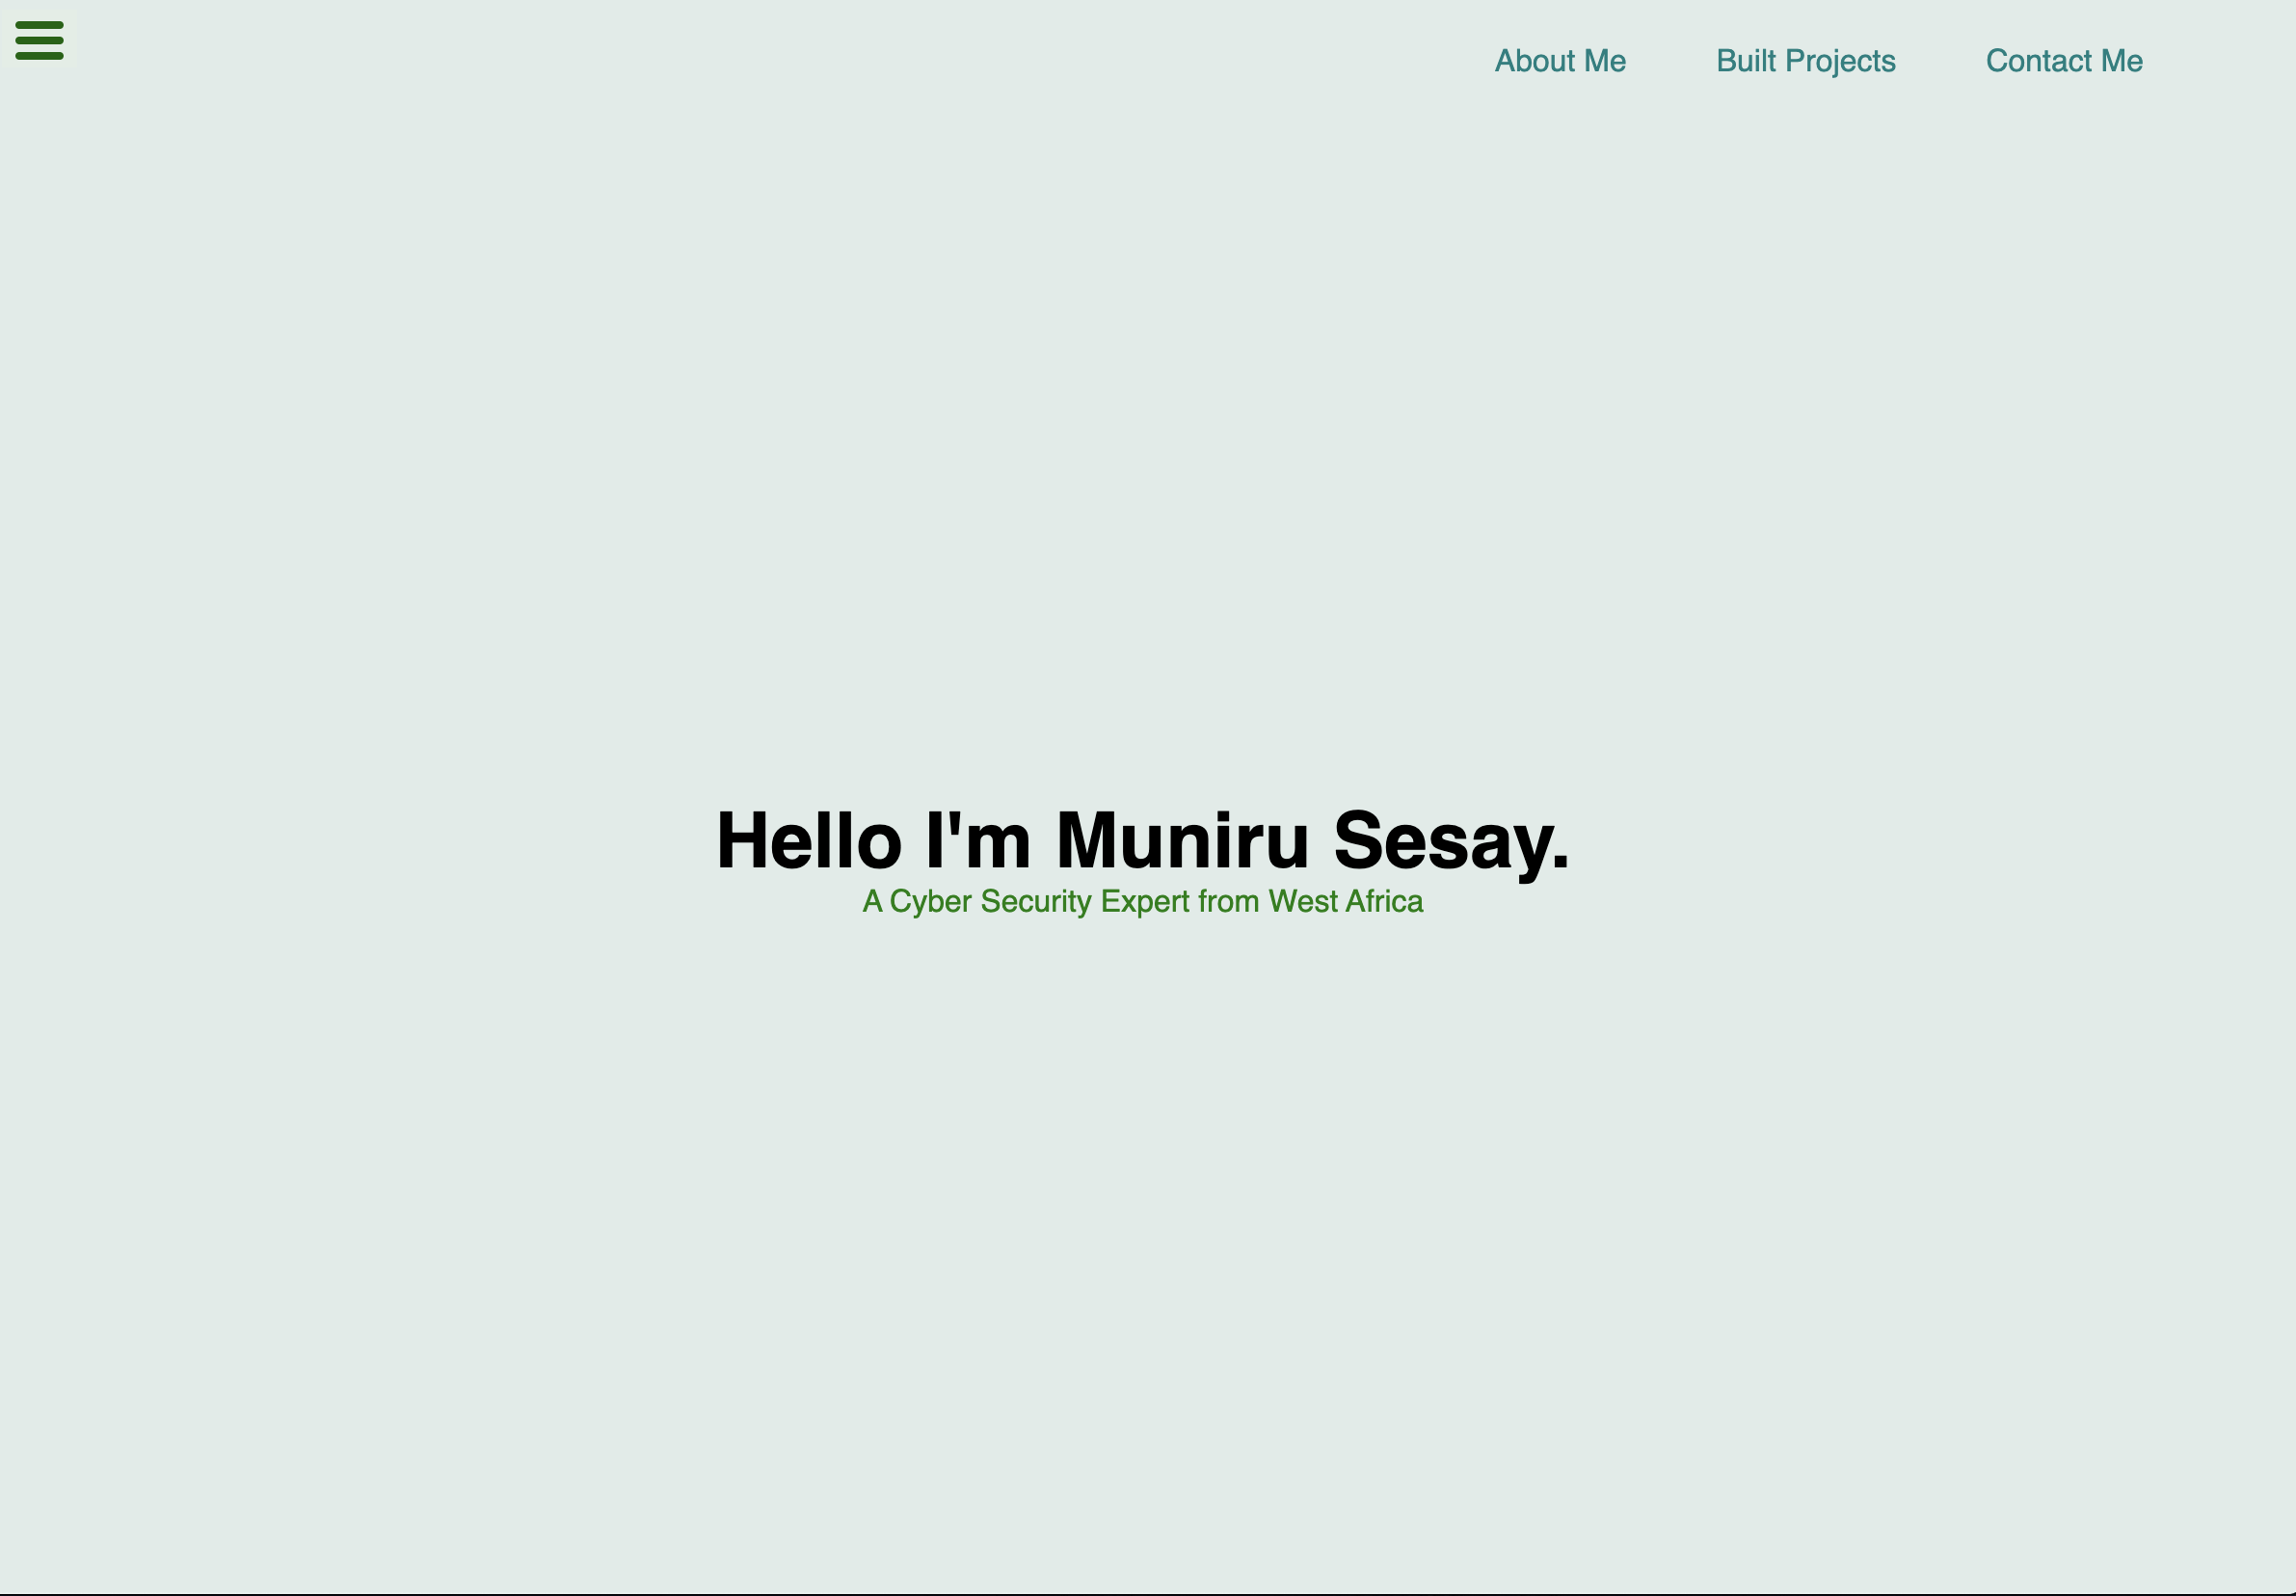 About Me Built Projects Contact Me
Hello I'm Muniru Sesay.
A Cyber Security Expert from West Africa